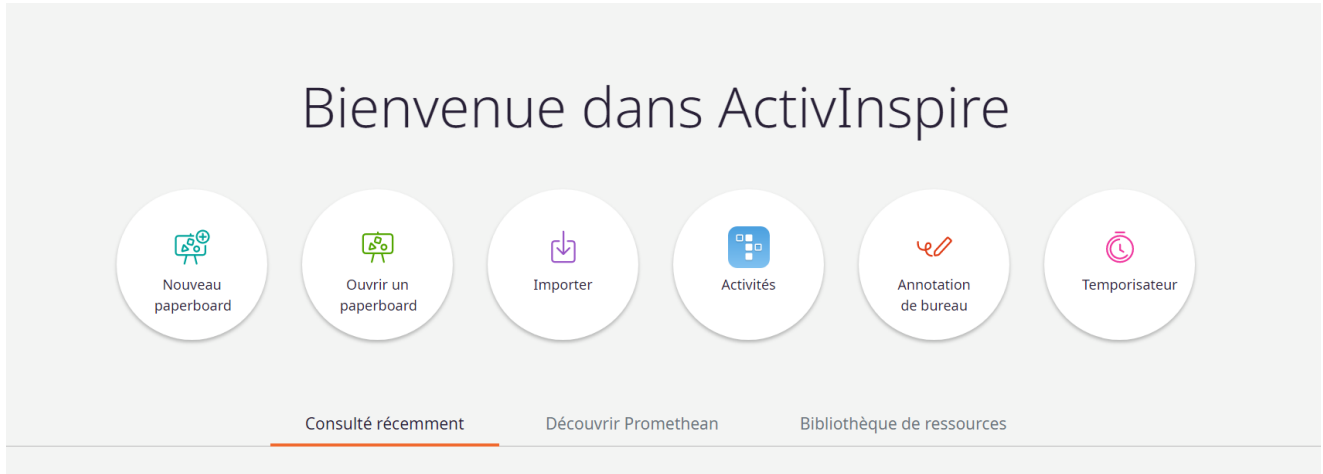 Bienvenue dans ActivInspire
Nouveau
paperboard
Ouvrir un
paperboard
Importer
Activités
Annotation
de bureau
Temporisateur
Consulté récemment
Découvrir Promethean
Bibliothèque de ressources